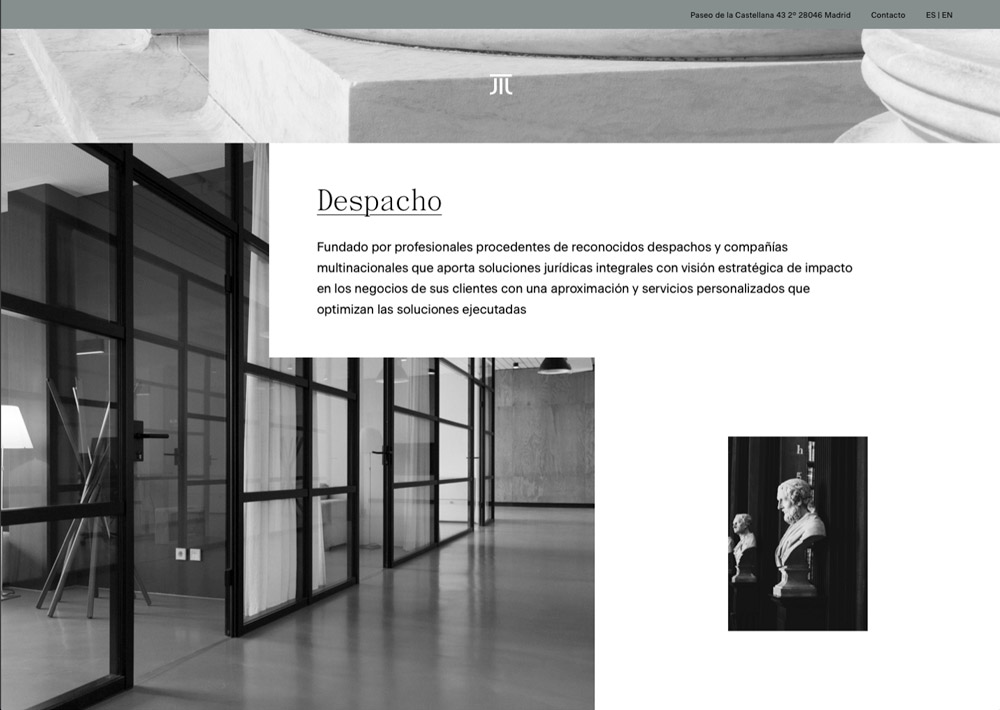 Paseo de la Castellana 43 2º 28046 Madrid Contacto ES | EN
Despacho
Fundado por profesionales procedentes de reconocidos despachos y compañías
multinacionales que aporta soluciones jurídicas integrales con visión estratégica de impacto
en los negocios de sus clientes con una aproximación y servicios personalizados que
optimizan las soluciones ejecutadas
h